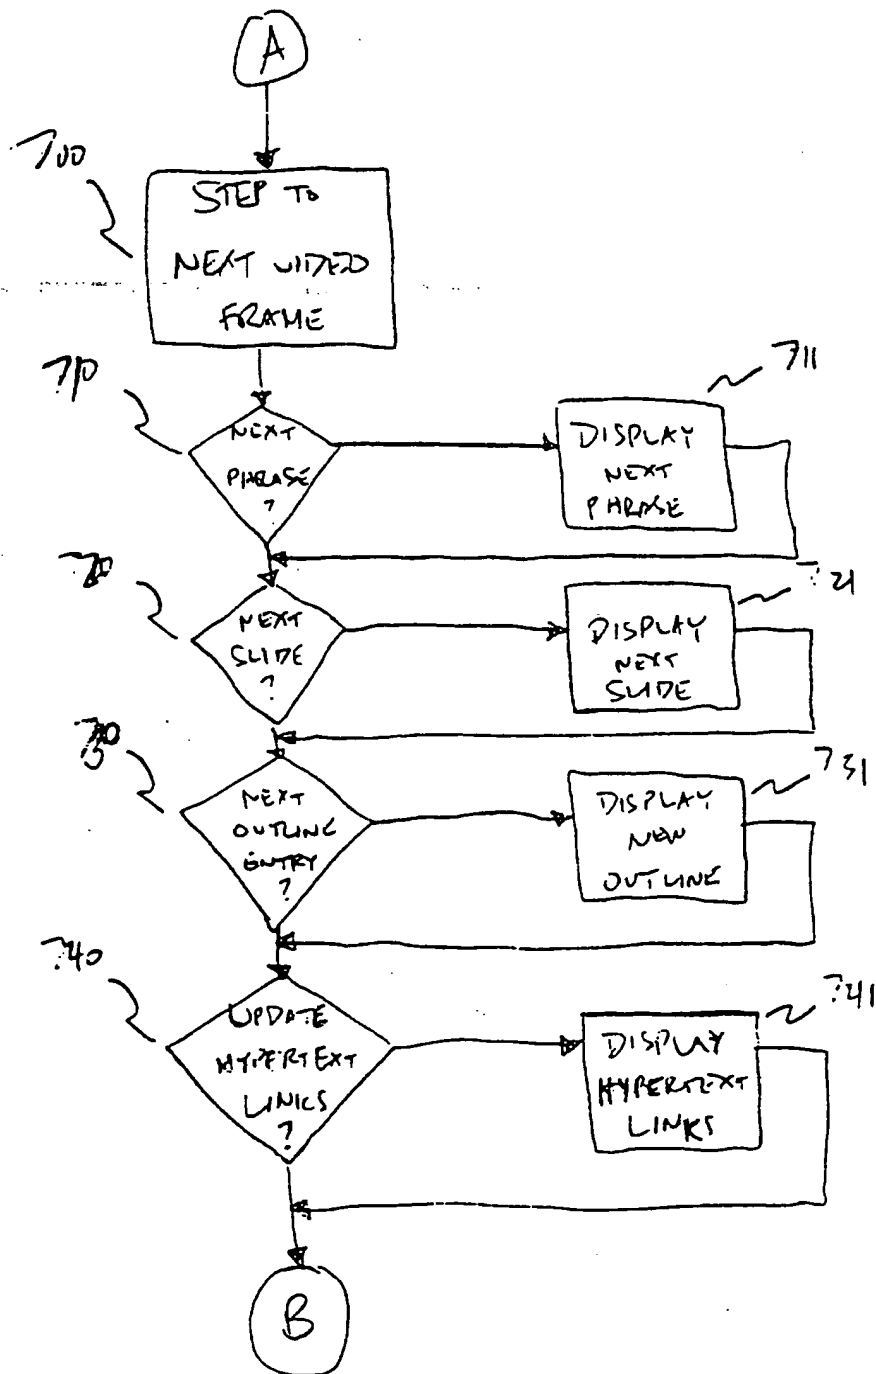 A
700
STEP TO
NEXT VIDEO
FRAME
710
NEXT
PHRASE
?
711
DISPLAY
NEXT
PHRASE
NEXT
SLIDE
?
721
DISPLAY
NEXT
SLIDE
730
NEXT
OUTLINE
ENTRY
?
731
DISPLAY
NEW
OUTLINE
740
UPDATE
HYPERTEXT
LINKS
?
741
DISPLAY
HYPERTEXT
LINKS
B